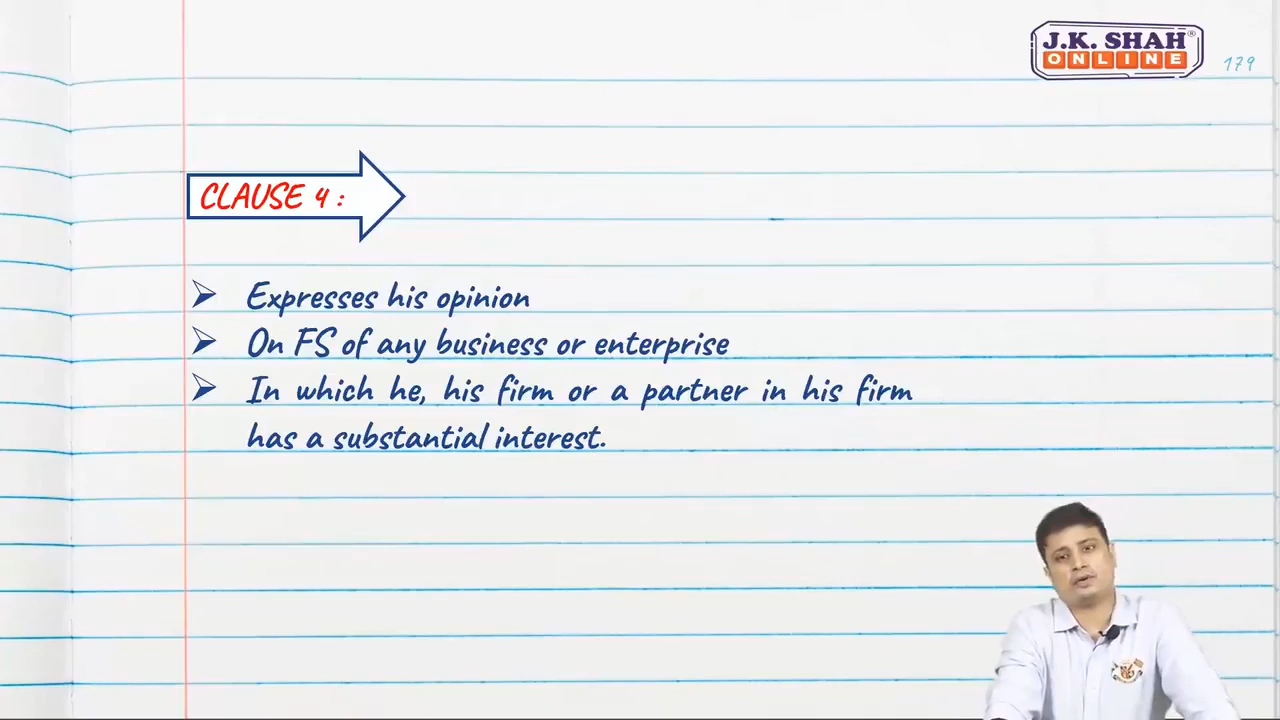 J.K. SHAH®
ONLINE
179
CLAUSE 4 :
Expresses his opinion
On FS of any business or enterprise
In which he, his firm or a partner in his firm
has a substantial interest.